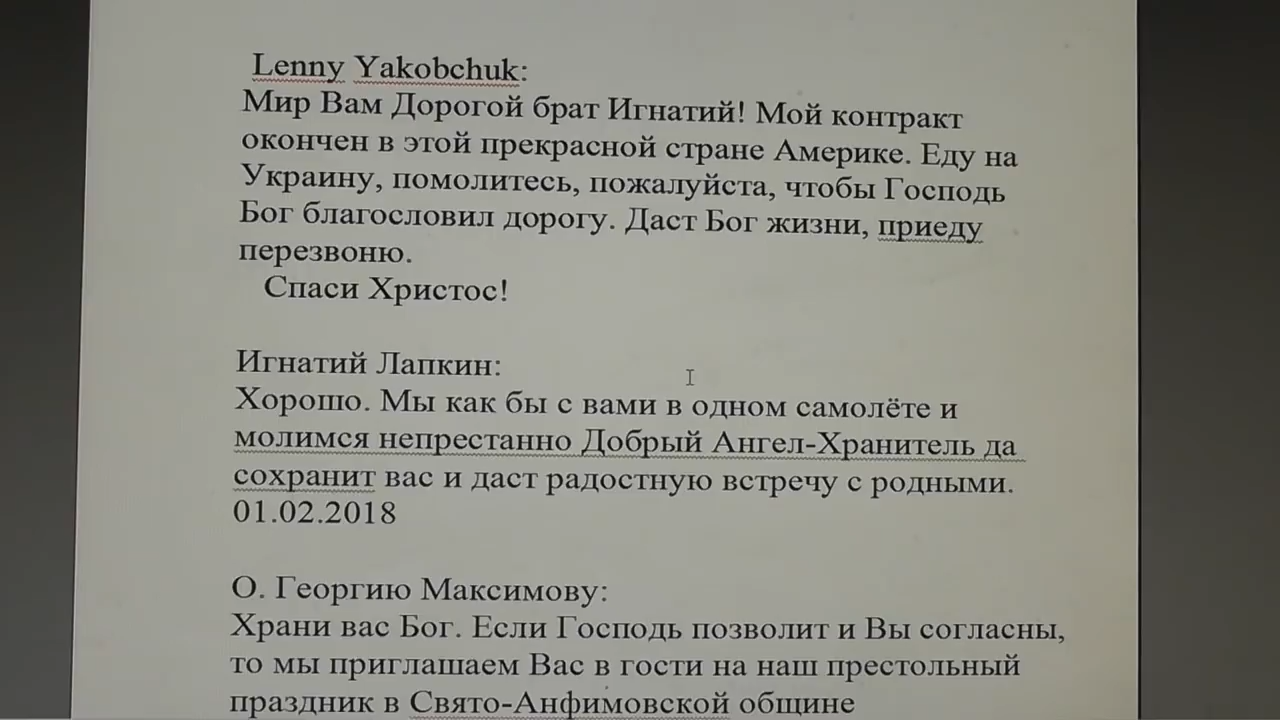 Lenny Yakobchuk:
Мир Вам Дорогой брат Игнатий! Мой контракт
окончен в этой прекрасной стране Америке. Еду на
Украину, помолитесь, пожалуйста, чтобы Господь
Бог благословил дорогу. Даст Бог жизни, приеду
перезвоню.
Спаси Христос!
Игнатий Лапкин:
Хорошо. Мы как бы с вами в одном самолёте и
молимся непрестанно Добрый Ангел-Хранитель да
сохранит вас и даст радостную встречу с родными.
01.02.2018
О. Георгию Максимову:
Храни вас Бог. Если Господь позволит и Вы согласны,
то мы приглашаем Вас в гости на наш престольный
праздник в Свято-Анфимовской общине